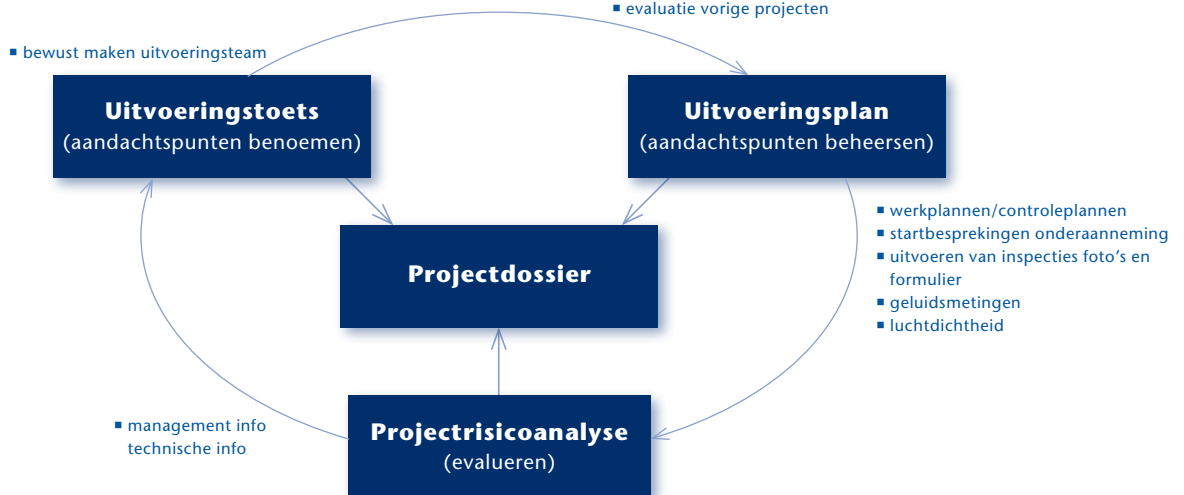 ▪ evaluatie vorige projecten
▪ bewust maken uitvoeringsteam
Uitvoeringstoets
(aandachtspunten benoemen)
Uitvoeringsplan
(aandachtspunten beheersen)
▪ werkplannen/controleplannen
▪ startbesprekingen onderaanneming
▪ uitvoeren van inspecties foto's en
formulier
▪ geluidsmetingen
▪ luchtdichtheid
Projectdossier
▪ management info
technische info
Projectrisicoanalyse
(evalueren)